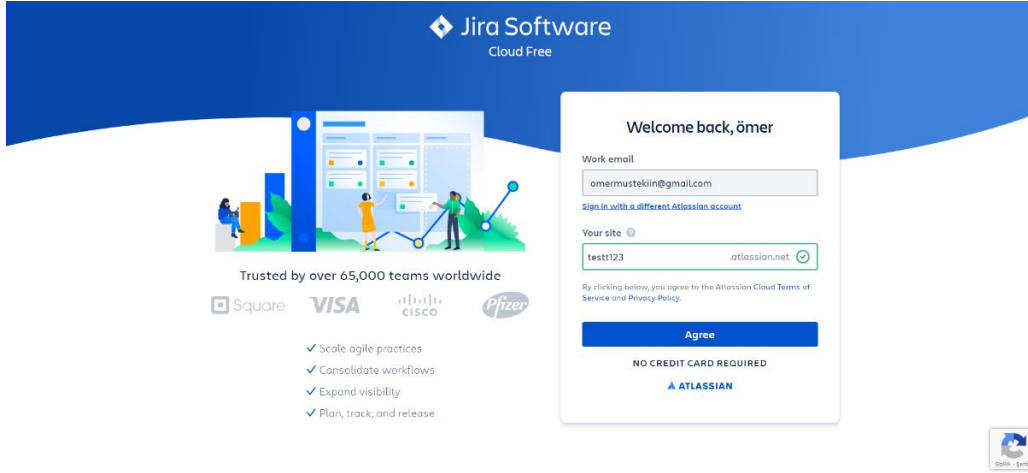 Jira Software
Cloud Free
Welcome back, ömer
Work email
omermustekiin@gmail.com
Sign in with a different Atlassian account
Your site
testt123 .atlassian.net
By clicking below, you agree to the Atlassian Cloud Terms of
Service and Privacy Policy.
Agree
NO CREDIT CARD REQUIRED
ATLASSIAN
Trusted by over 65,000 teams worldwide
Square VISA CISCO Pfizer
Scale agile practices
Consolidate workflows
Expand visibility
Plan, track, and release